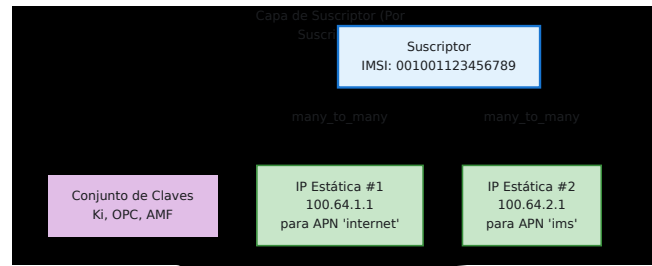 Capa de Suscriptor (Por
Suscri
Suscriptor
IMSI: 001001123456789
many_to_many
many_to_many
Conjunto de Claves
Ki, OPC, AMF
IP Estática #1
100.64.1.1
para APN 'internet'
IP Estática #2
100.64.2.1
para APN 'ims'